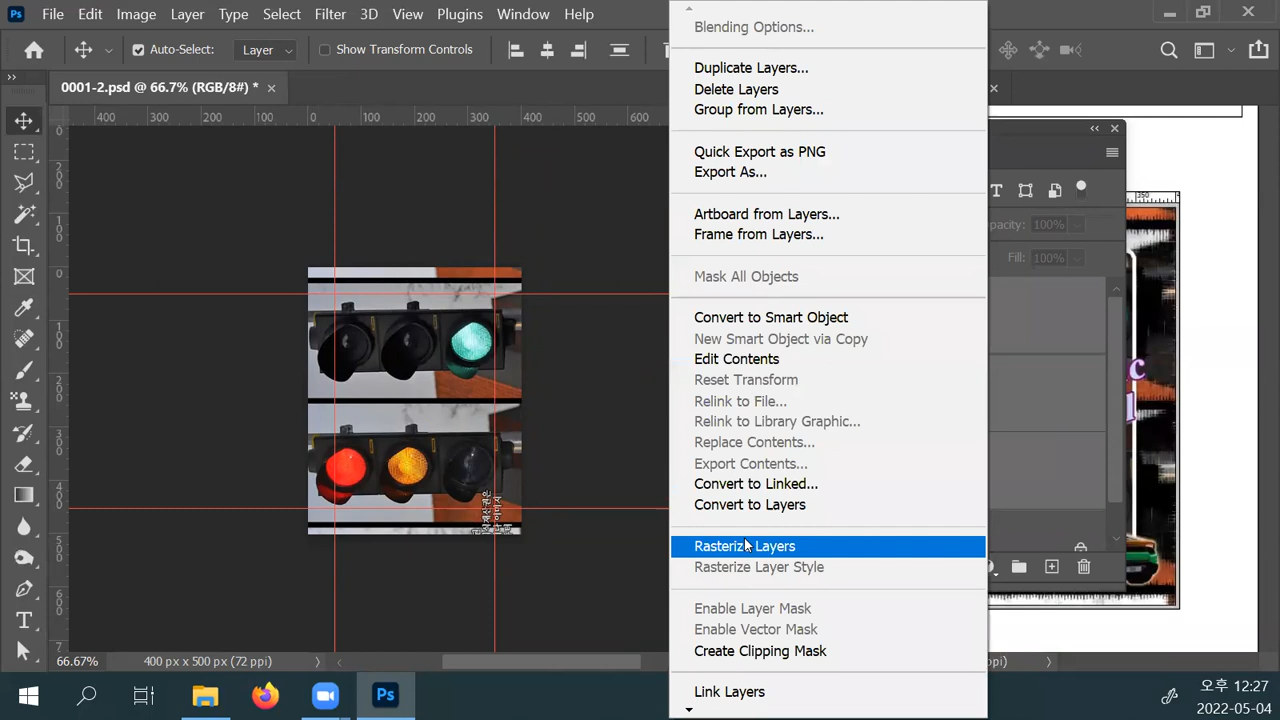 Ps File Edit Image Layer Type Select Filter 3D View Plugins Window Help
Auto-Select: Layer Show Transform Controls
0001-2.psd @ 66.7% (RGB/8#) *
400 300 200 100 0 100 200 300 400 500 600
Blending Options...
Duplicate Layers...
Delete Layers
Group from Layers...
Quick Export as PNG
Export As...
Artboard from Layers...
Frame from Layers...
Mask All Objects
Convert to Smart Object
New Smart Object via Copy
Edit Contents
Reset Transform
Relink to File...
Relink to Library Graphic...
Replace Contents...
Export Contents...
Convert to Linked...
Convert to Layers
Rasterize Layers
Rasterize Layer Style
Enable Layer Mask
Enable Vector Mask
Create Clipping Mask
Link Layers
100%
Fill: 100%
350
c
66.67% 400 px x 500 px (72 ppi)
Ps
오후 12:27
2022-05-04